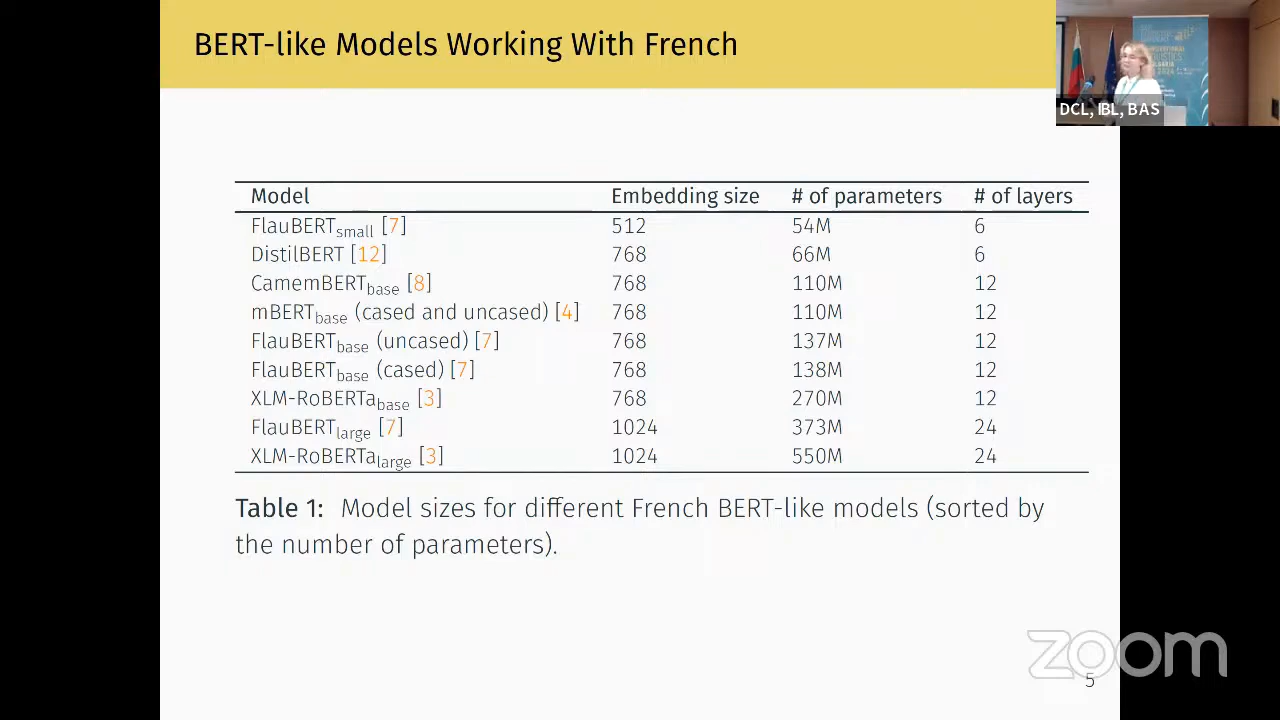 BERT-like Models Working With French
DCL, IBL, BAS
Model Embedding size # of parameters # of layers
FlauBERTsmall [7] 512 54M 6
DistilBERT [12] 768 66M 6
CamemBERTbase [8] 768 110M 12
mBERTbase (cased and uncased) [4] 768 110M 12
FlauBERTbase (uncased) [7] 768 137M 12
FlauBERTbase (cased) [7] 768 138M 12
XLM-RoBERTabase [3] 768 270M 12
FlauBERTlarge [7] 1024 373M 24
XLM-RoBERTalarge [3] 1024 550M 24
Table 1: Model sizes for different French BERT-like models (sorted by
the number of parameters).
zoom
5